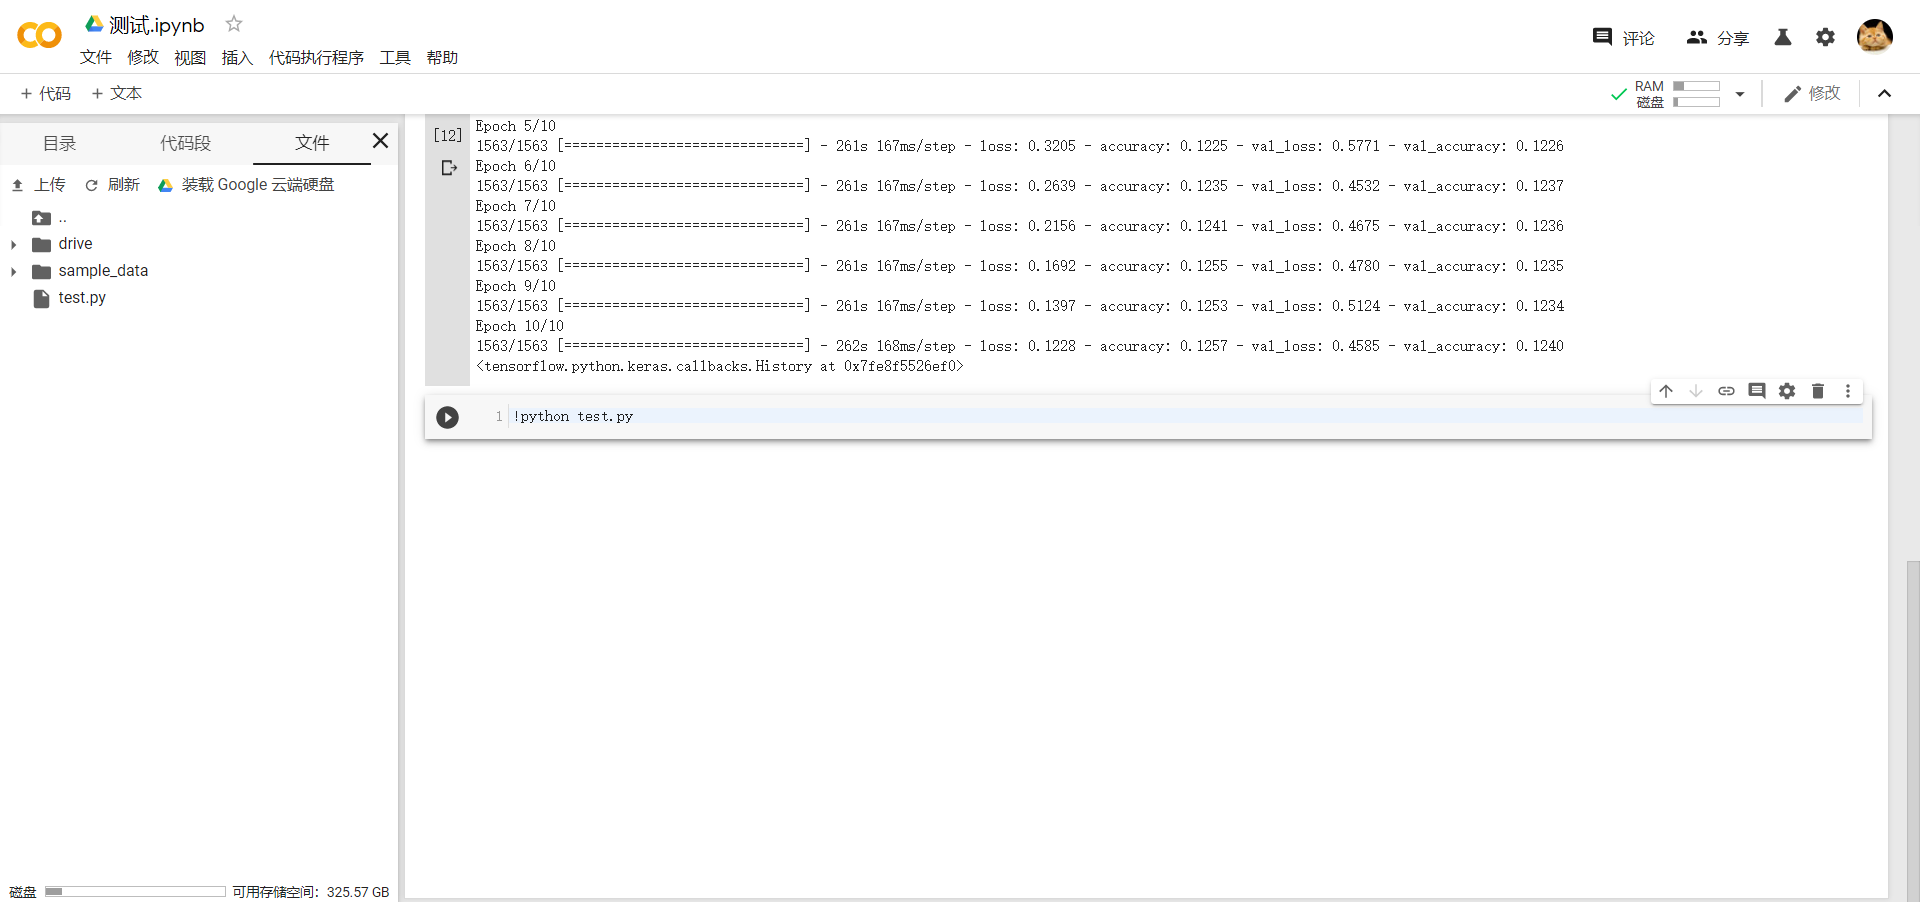 测试.ipynb
文件 修改 视图 插入 代码执行程序 工具 帮助
评论 分享
+ 代码 + 文本
RAM
磁盘
修改
目录 代码段 文件
上传 刷新 装载 Google 云端硬盘
..
drive
sample_data
test.py
[12]
Epoch 5/10
1563/1563 [==============================] - 261s 167ms/step - loss: 0.3205 - accuracy: 0.1225 - val_loss: 0.5771 - val_accuracy: 0.1226
Epoch 6/10
1563/1563 [==============================] - 261s 167ms/step - loss: 0.2639 - accuracy: 0.1235 - val_loss: 0.4532 - val_accuracy: 0.1237
Epoch 7/10
1563/1563 [==============================] - 261s 167ms/step - loss: 0.2156 - accuracy: 0.1241 - val_loss: 0.4675 - val_accuracy: 0.1236
Epoch 8/10
1563/1563 [==============================] - 261s 167ms/step - loss: 0.1692 - accuracy: 0.1255 - val_loss: 0.4780 - val_accuracy: 0.1235
Epoch 9/10
1563/1563 [==============================] - 261s 167ms/step - loss: 0.1397 - accuracy: 0.1253 - val_loss: 0.5124 - val_accuracy: 0.1234
Epoch 10/10
1563/1563 [==============================] - 262s 168ms/step - loss: 0.1228 - accuracy: 0.1257 - val_loss: 0.4585 - val_accuracy: 0.1240
<tensorflow.python.keras.callbacks.History at 0x7fe8f5526ef0>
1 !python test.py
磁盘 可用存储空间：325.57 GB